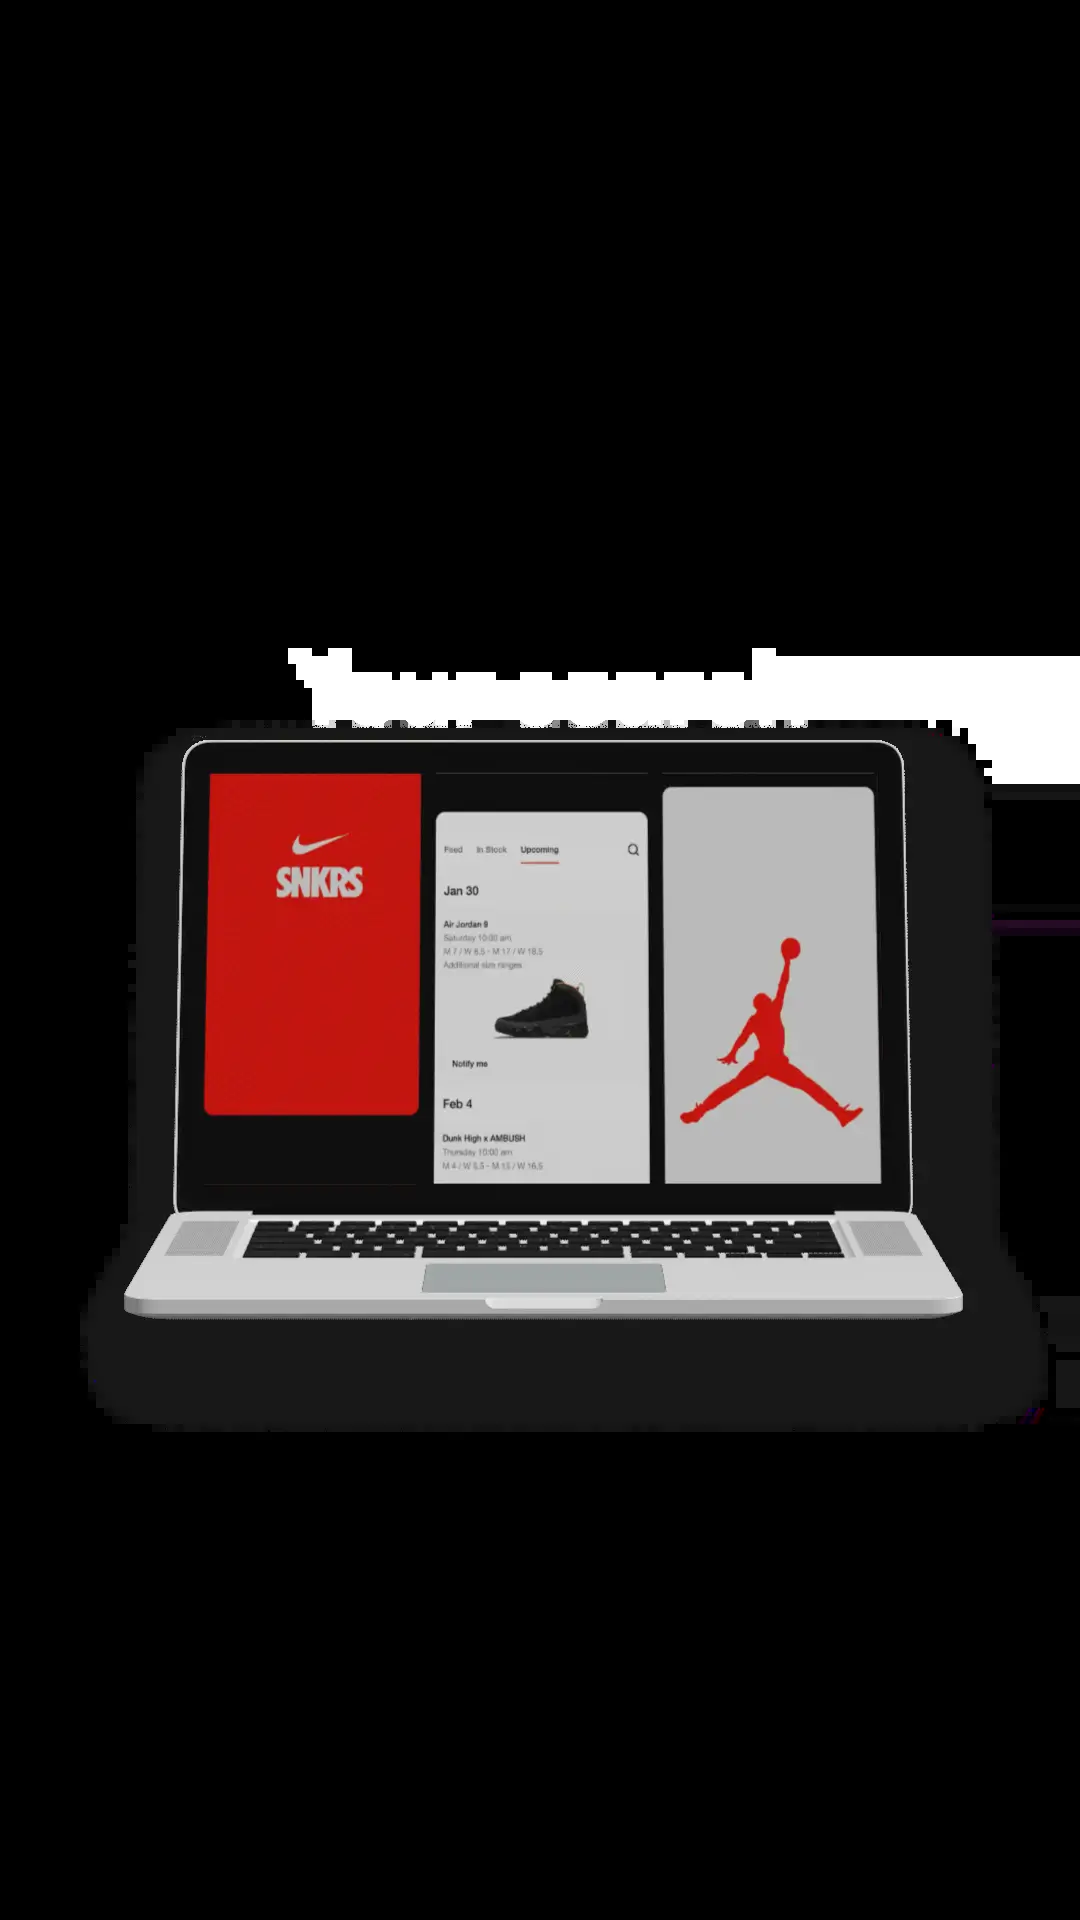 Your search
SNKRS
Feed In Stock Upcoming
Jan 30
Air Jordan 9
Saturday 10:00 am
M 7 / W 8.5 - M 17 / W 18.5
Additional size ranges
Notify me
Feb 4
Dunk High x AMBUSH
Thursday 10:00 am
M 4 / W 5.5 - M 15 / W 16.5